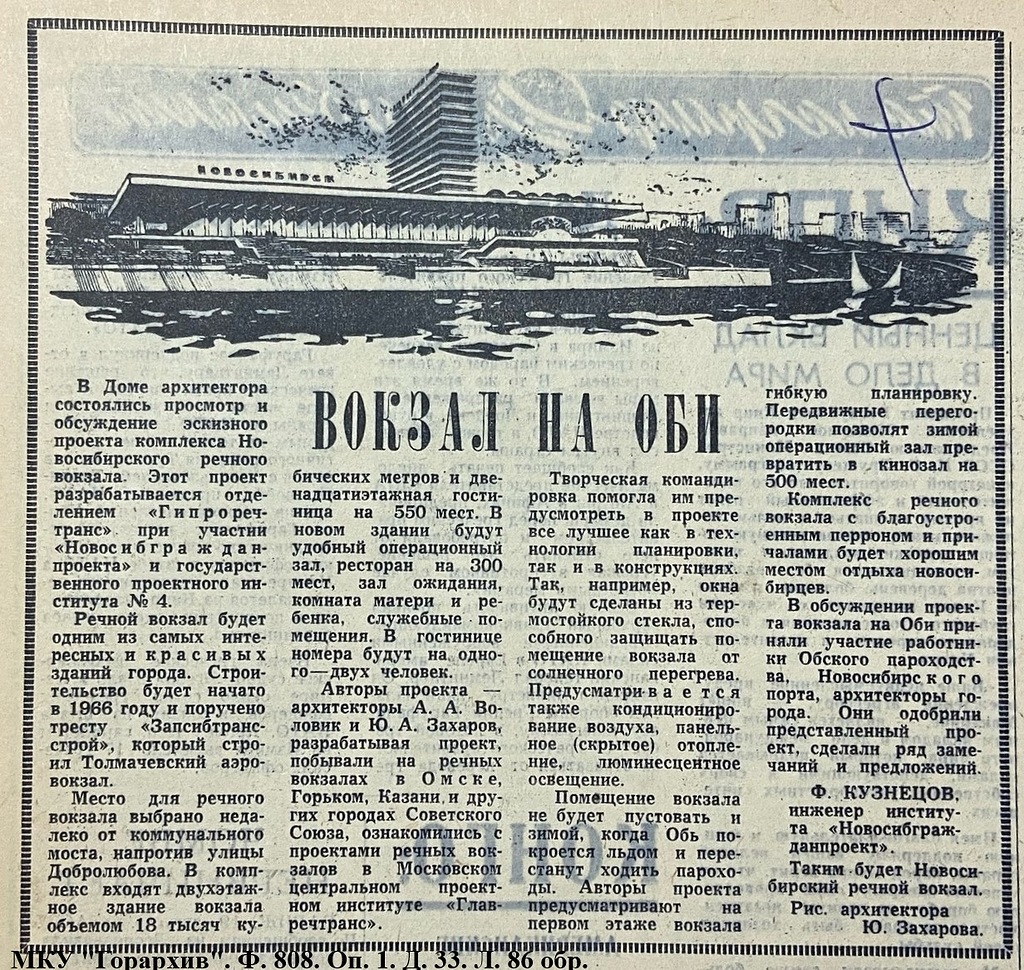 НОВОСИБИРСК
ВОКЗАЛ НА ОБИ
В Доме архитектора
состоялись просмотр и
обсуждение эскизного
проекта комплекса Но-
восибирского речного
вокзала. Этот проект
разрабатывается отде-
лением «Гипрореч-
транс» при участии
«Новосибграждан-
проекта» и государст-
венного проектного ин-
ститута № 4.
Речной вокзал будет
одним из самых инте-
ресных и красивых
зданий города. Строи-
тельство будет начато
в 1966 году и поручено
тресту «Запсибтранс-
строй», который стро-
ил Толмачевский аэро-
вокзал.
Место для речного
вокзала выбрано неда-
леко от коммунального
моста, напротив улицы
Добролюбова. В комп-
лекс входят двухэтаж-
ное здание вокзала
объемом 18 тысяч ку-
бических метров и две-
надцатиэтажная гости-
ница на 550 мест. В
новом здании будут
удобный операционный
зал, ресторан на 300
мест, зал ожидания,
комната матери и ре-
бенка, служебные по-
мещения. В гостинице
номера будут на одно-
го—двух человек.
Авторы проекта —
архитекторы А. А. Во-
ловик и Ю. А. Захаров,
разрабатывая проект,
побывали на речных
вокзалах в Омске,
Горьком, Казани и дру-
гих городах Советского
Союза, ознакомились с
проектами речных вок-
залов в Московском
центральном проект-
ном институте «Глав-
речтранс».
Творческая команди-
ровка помогла им пре-
дусмотреть в проекте
все лучшее как в тех-
нологии планировки,
так и в конструкциях.
Так, например, окна
будут сделаны из тер-
мостойкого стекла, спо-
собного защищать по-
мещение вокзала от
солнечного перегрева.
Предусматривается
также кондициониро-
вание воздуха, панель-
ное (скрытое) отопле-
ние, люминесцентное
освещение.
Помещение вокзала
не будет пустовать и
зимой, когда Обь по-
кроется льдом и пере-
станут ходить парохо-
ды. Авторы проекта
предусматривают на
первом этаже вокзала
гибкую планировку.
Передвижные перего-
родки позволят зимой
операционный зал пре-
вратить в кинозал на
500 мест.
Комплекс речного
вокзала с благоустро-
енным перроном и при-
чалами будет хорошим
местом отдыха новоси-
бирцев.
В обсуждении проек-
та вокзала на Оби при-
няли участие работни-
ки Обского пароходст-
ва, Новосибирского
порта, архитекторы го-
рода. Они одобрили
представленный про-
ект, сделали ряд заме-
чаний и предложений.
Ф. КУЗНЕЦОВ,
инженер институ-
та «Новосибграж-
данпроект».
Таким будет Новоси-
бирский речной вокзал.
Рис. архитектора
Ю. Захарова.
МКУ "Горархив". Ф. 808. Оп. 1. Д. 33. Л. 86 обр.